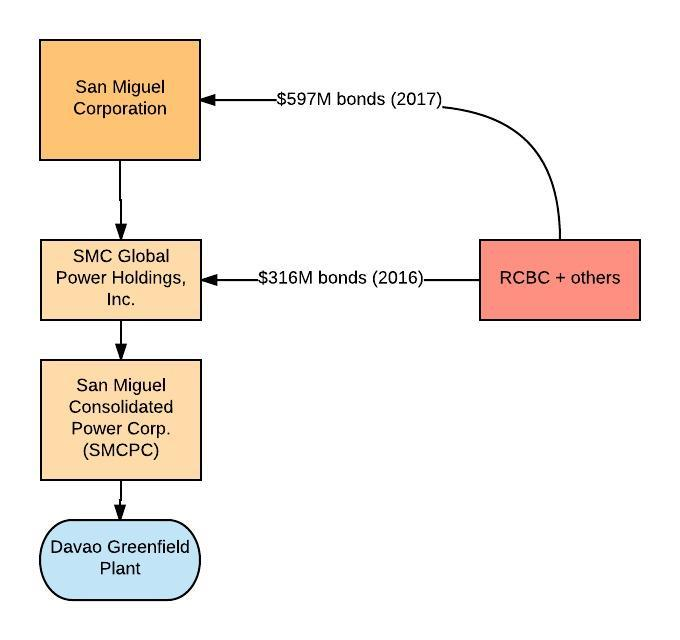 San Miguel
Corporation
$597M bonds (2017)
SMC Global
Power Holdings,
Inc.
$316M bonds (2016)
RCBC + others
San Miguel
Consolidated
Power Corp.
(SMCPC)
Davao Greenfield
Plant